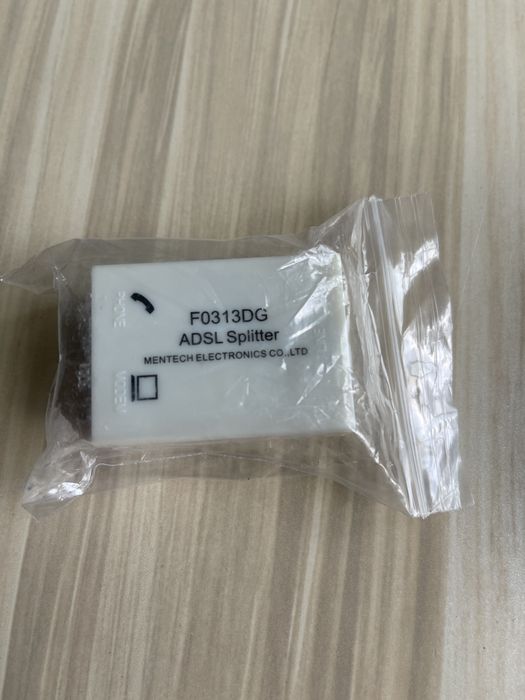 F0313DG
ADSL Splitter
MENTECH ELECTRONICS CO.,LTD
PHONE
MODEM